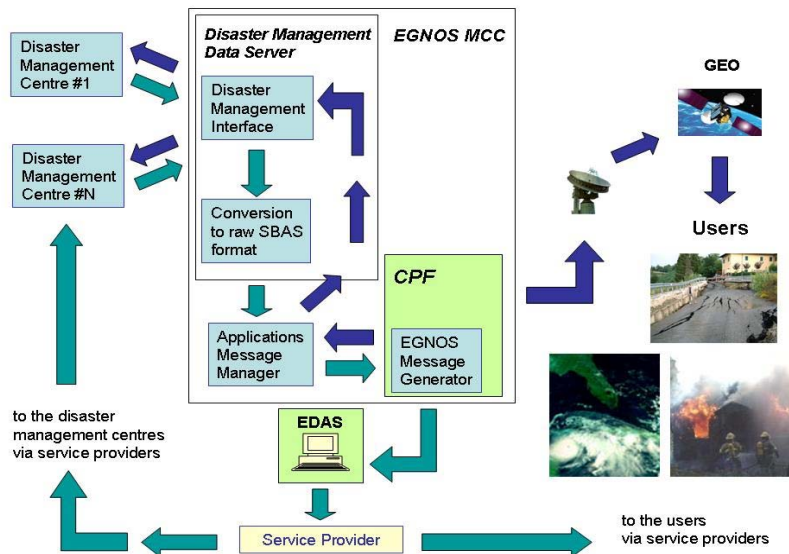 Disaster
Management
Centre #1
Disaster
Management
Centre #N
Disaster Management
Data Server
EGNOS MCC
Disaster
Management
Interface
Conversion
to raw SBAS
format
CPF
Applications
Message
Manager
EGNOS
Message
Generator
GEO
Users
to the disaster
management centres
via service providers
EDAS
Service Provider
to the users
via service providers